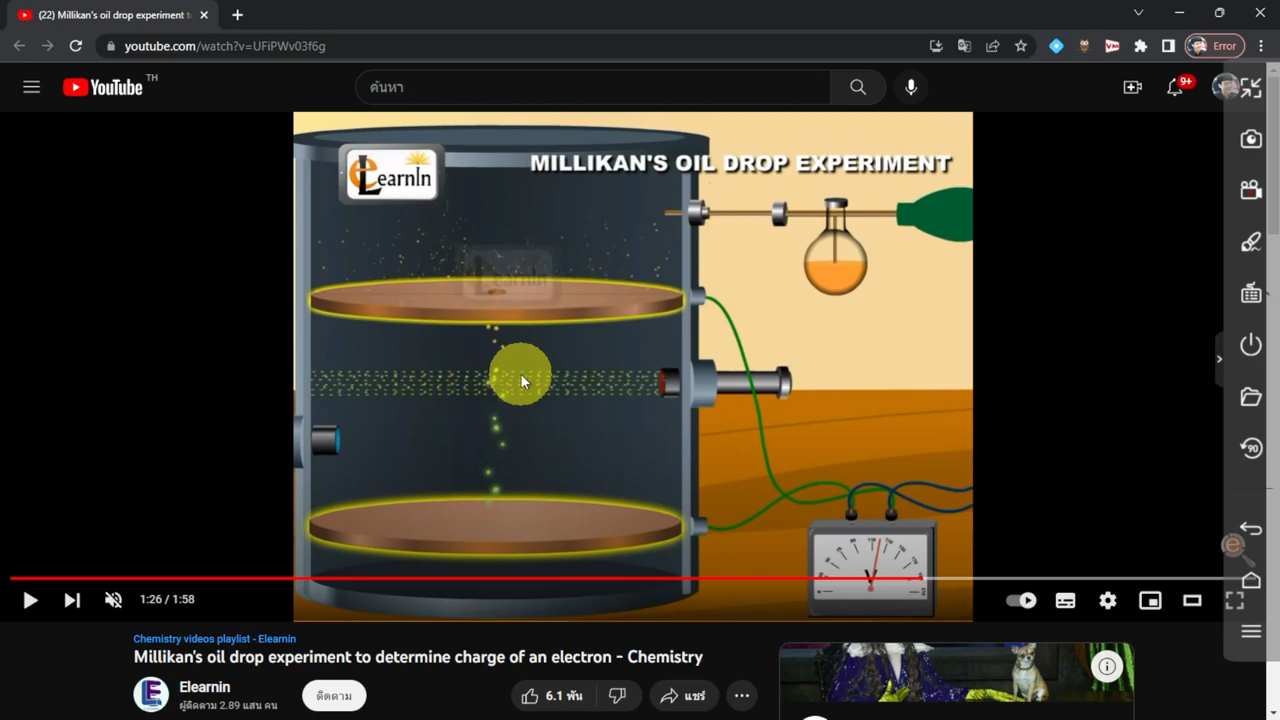 (22) Millikan's oil drop experiment t
youtube.com/watch?v=UFiPWv03f6g
VM
Error
YouTube TH
ค้นหา
9+
eLearnIn
MILLIKAN'S OIL DROP EXPERIMENT
LearnIn
90
V
1:26 / 1:58
Chemistry videos playlist - Elearnin
Millikan's oil drop experiment to determine charge of an electron - Chemistry
Elearnin
ผู้ติดตาม 2.89 แสน คน
ติดตาม
6.1 พัน
แชร์